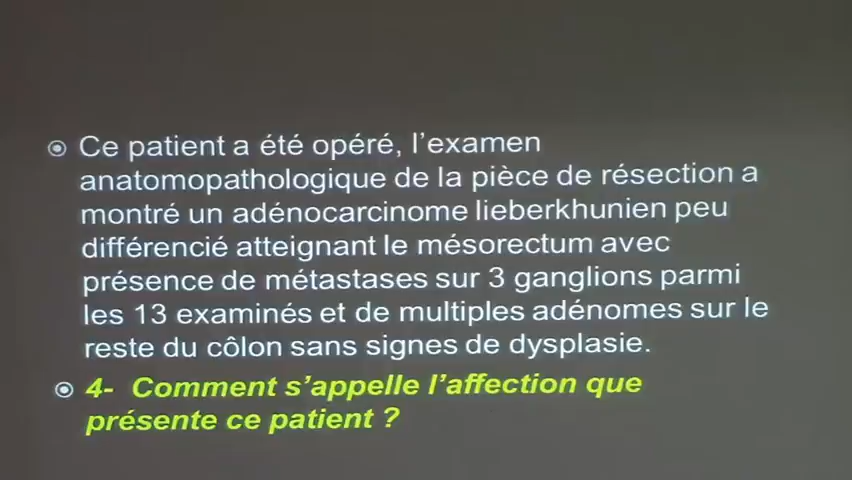 Ce patient a été opéré, l'examen
anatomopathologique de la pièce de résection a
montré un adénocarcinome lieberkhunien peu
différencié atteignant le mésorectum avec
présence de métastases sur 3 ganglions parmi
les 13 examinés et de multiples adénomes sur le
reste du côlon sans signes de dysplasie.
4- Comment s'appelle l'affection que
présente ce patient ?